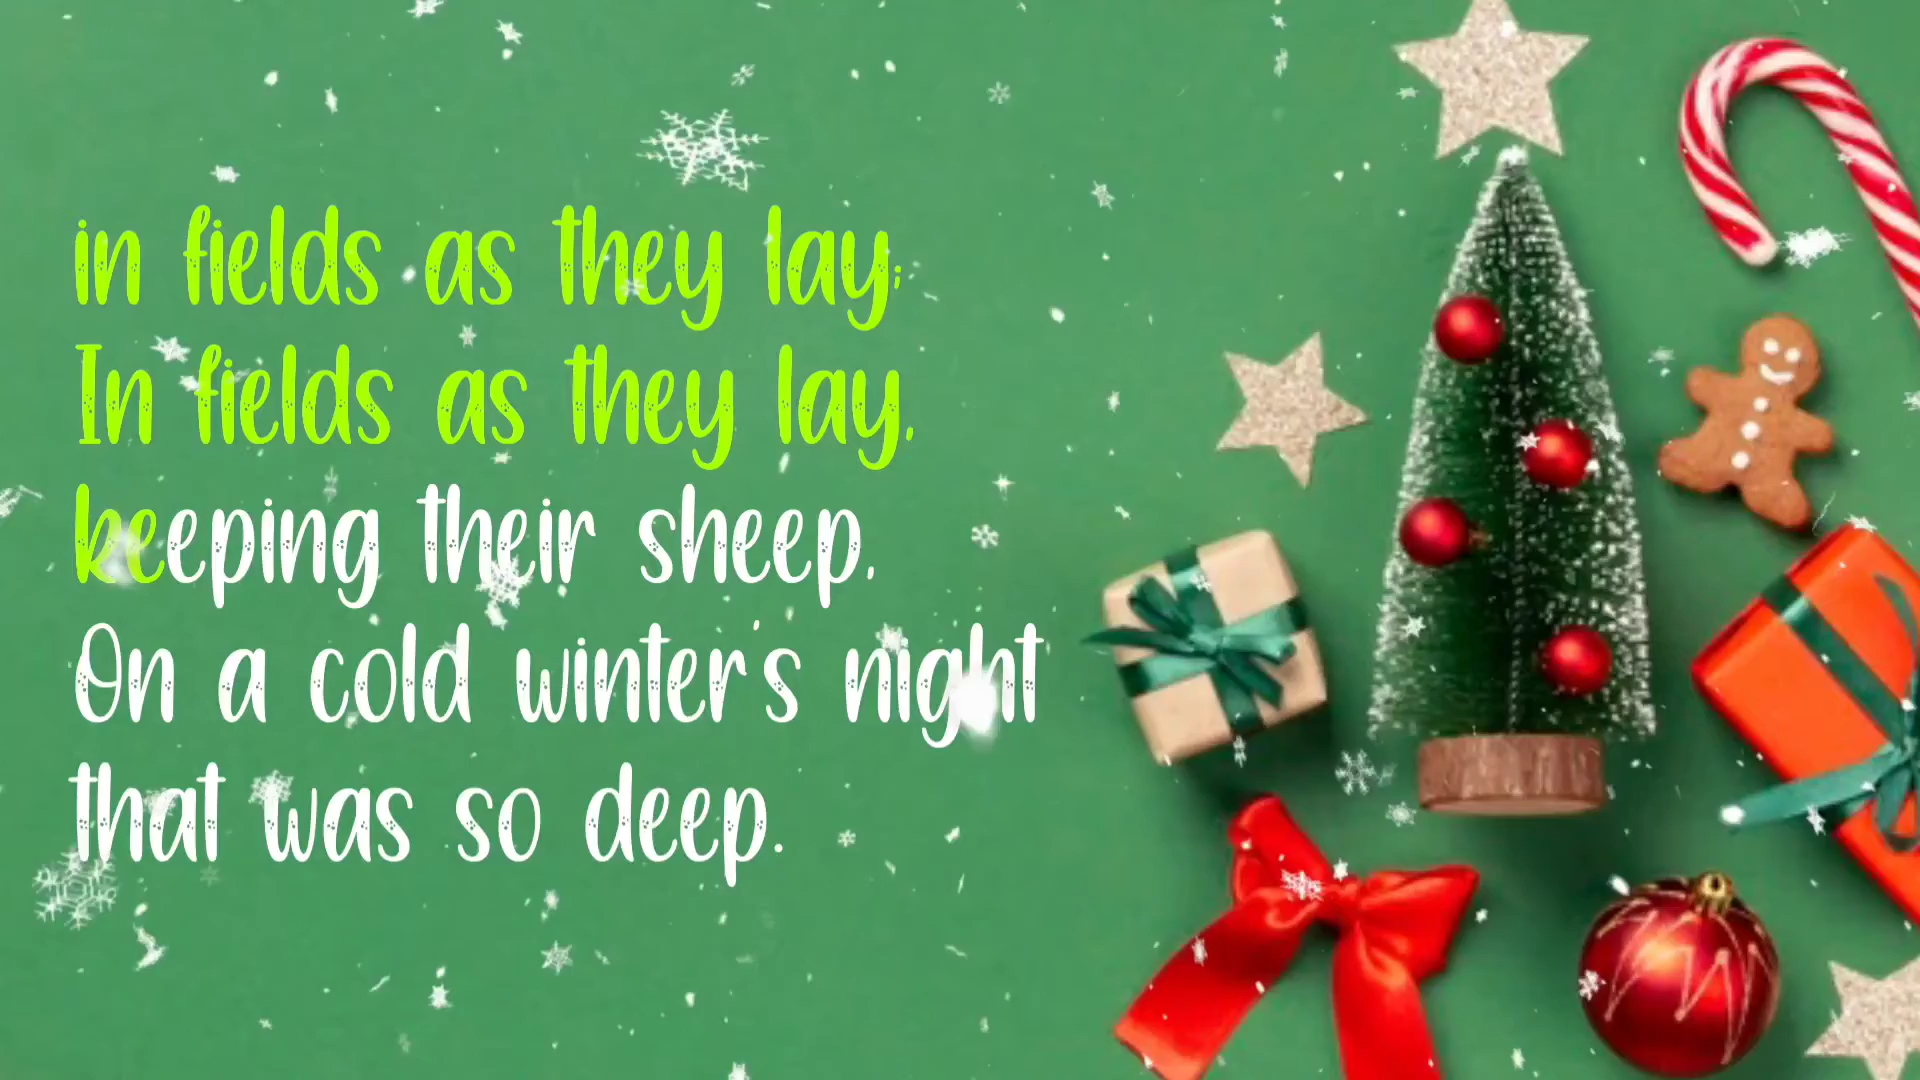 in fields as they lay;
In fields as they lay,
keeping their sheep,
On a cold winter's night
that was so deep.